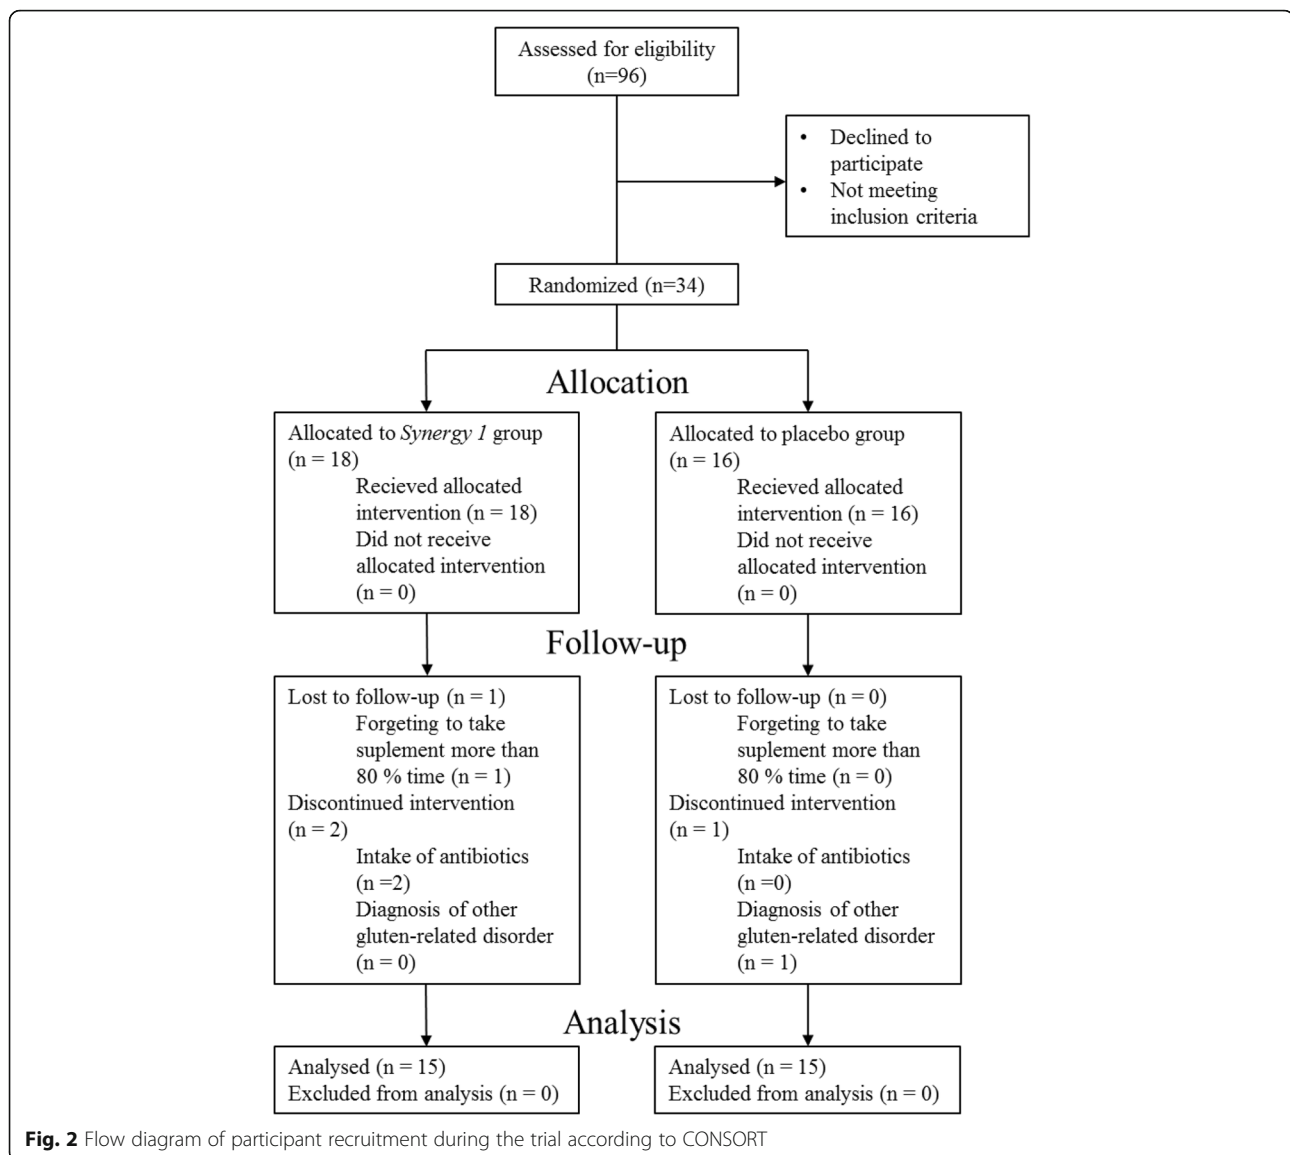 Assessed for eligibility
(n=96)
• Declined to
participate
• Not meeting
inclusion criteria
Randomized (n=34)
Allocation
Allocated to Synergy 1 group
(n = 18)
Recieved allocated
intervention (n = 18)
Did not receive
allocated intervention
(n = 0)
Allocated to placebo group
(n = 16)
Recieved allocated
intervention (n = 16)
Did not receive
allocated intervention
(n = 0)
Follow-up
Lost to follow-up (n = 1)
Forgeting to take
suplement more than
80 % time (n = 1)
Discontinued intervention
(n = 2)
Intake of antibiotics
(n =2)
Diagnosis of other
gluten-related disorder
(n = 0)
Lost to follow-up (n = 0)
Forgeting to take
suplement more than
80 % time (n = 0)
Discontinued intervention
(n = 1)
Intake of antibiotics
(n =0)
Diagnosis of other
gluten-related disorder
(n = 1)
Analysis
Analysed (n = 15)
Excluded from analysis (n = 0)
Analysed (n = 15)
Excluded from analysis (n = 0)
Fig. 2 Flow diagram of participant recruitment during the trial according to CONSORT